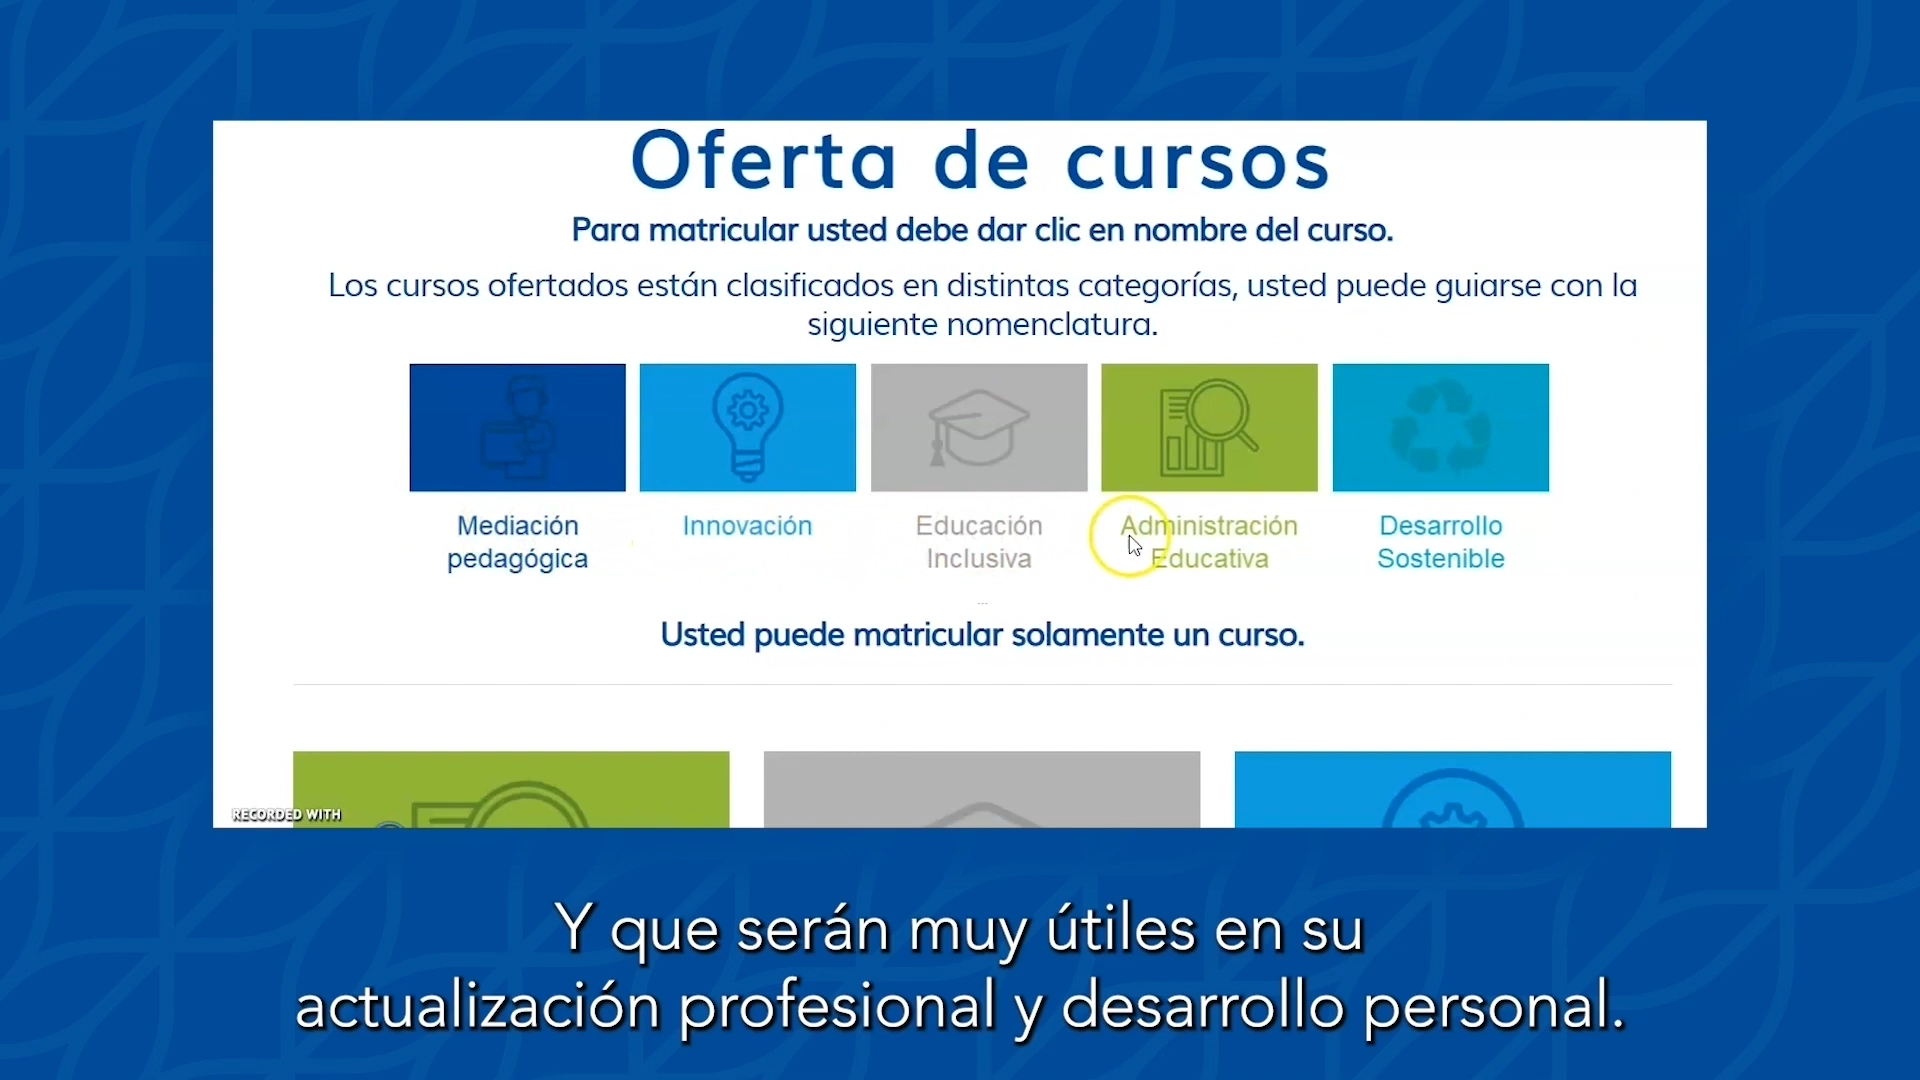 Oferta de cursos
Para matricular usted debe dar clic en nombre del curso.
Los cursos ofertados están clasificados en distintas categorías, usted puede guiarse con la
siguiente nomenclatura.
Mediación
pedagógica
Innovación
Educación
Inclusiva
Administración
Educativa
Desarrollo
Sostenible
...
Usted puede matricular solamente un curso.
RECORDED WITH
Y que serán muy útiles en su
actualización profesional y desarrollo personal.